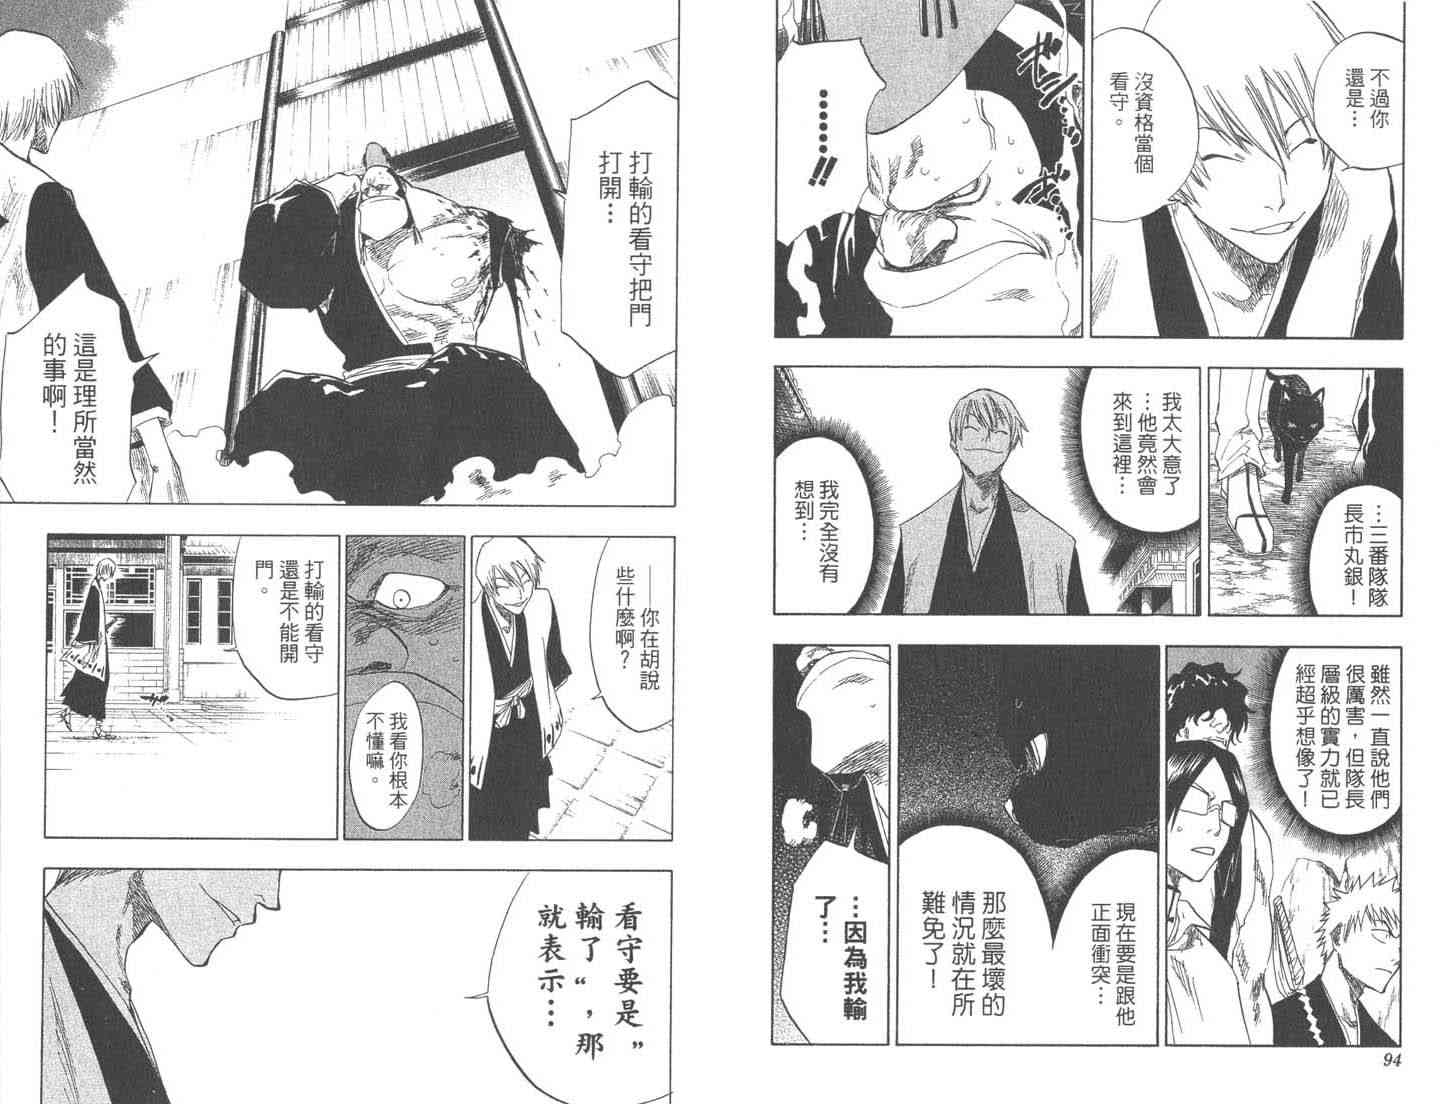 不過你
還是…
沒資格當個
看守。
……!!
…三番隊隊
長市丸銀！
我太大意了
…他竟然會
來到這裡…
我完全沒有
想到…
雖然一直說他們
很厲害，但隊長
層級的實力就已
經超乎想像了！
現在要是跟他
正面衝突…
那麼最壞的
情況就在所
難免了！
…因為我輸
了…
94
打輸的看守把門
打開…
這是理所當然
的事啊！
——你在胡說
些什麼啊？
我看你根本
不懂嘛。
打輸的看守
還是不能開
門。
看守要是〝
輸了〞，那
就表示…